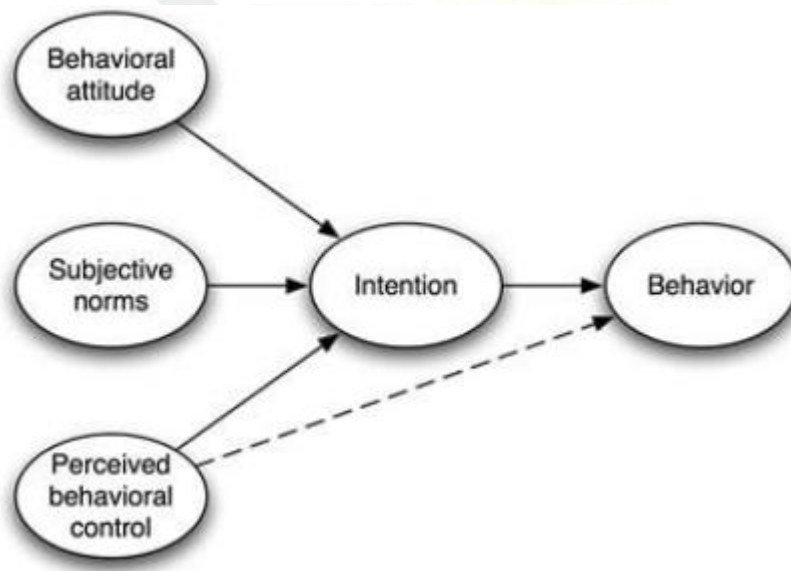 Behavioral
attitude
Subjective
norms
Intention
Behavior
Perceived
behavioral
control